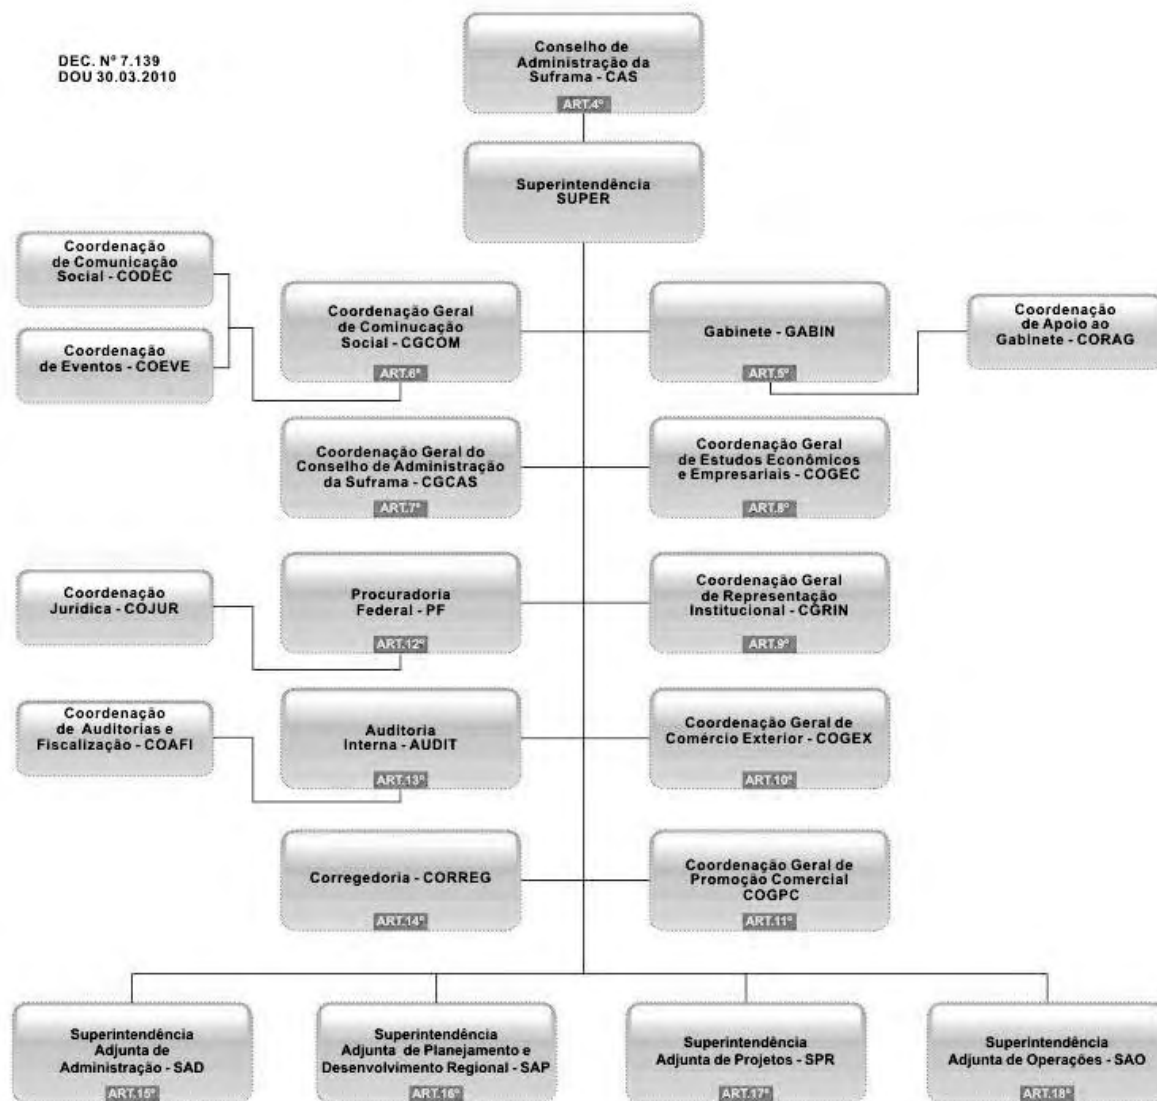 DEC. Nº 7.139
DOU 30.03.2010
Conselho de
Administração da
Suframa - CAS
ART.4º
Superintendência
SUPER
Coordenação
de Comunicação
Social - CODEC
Coordenação
de Eventos - COEVE
Coordenação Geral
de Cominucação
Social - CGCOM
ART.6º
Gabinete - GABIN
ART.5º
Coordenação
de Apoio ao
Gabinete - CORAG
Coordenação Geral do
Conselho de Administração
da Suframa - CGCAS
ART.7º
Coordenação Geral
de Estudos Econômicos
e Empresariais - COGEC
ART.8º
Coordenação
Jurídica - COJUR
Procuradoria
Federal - PF
ART.12º
Coordenação Geral
de Representação
Institucional - CGRIN
ART.9º
Coordenação
de Auditorias e
Fiscalização - COAFI
Auditoria
Interna - AUDIT
ART.13º
Coordenação Geral de
Comércio Exterior - COGEX
ART.10º
Corregedoria - CORREG
ART.14º
Coordenação Geral de
Promoção Comercial
COGPC
ART.11º
Superintendência
Adjunta de
Administração - SAD
ART.15º
Superintendência
Adjunta de Planejamento e
Desenvolvimento Regional - SAP
ART.16º
Superintendência
Adjunta de Projetos - SPR
ART.17º
Superintendência
Adjunta de Operações - SAO
ART.18º